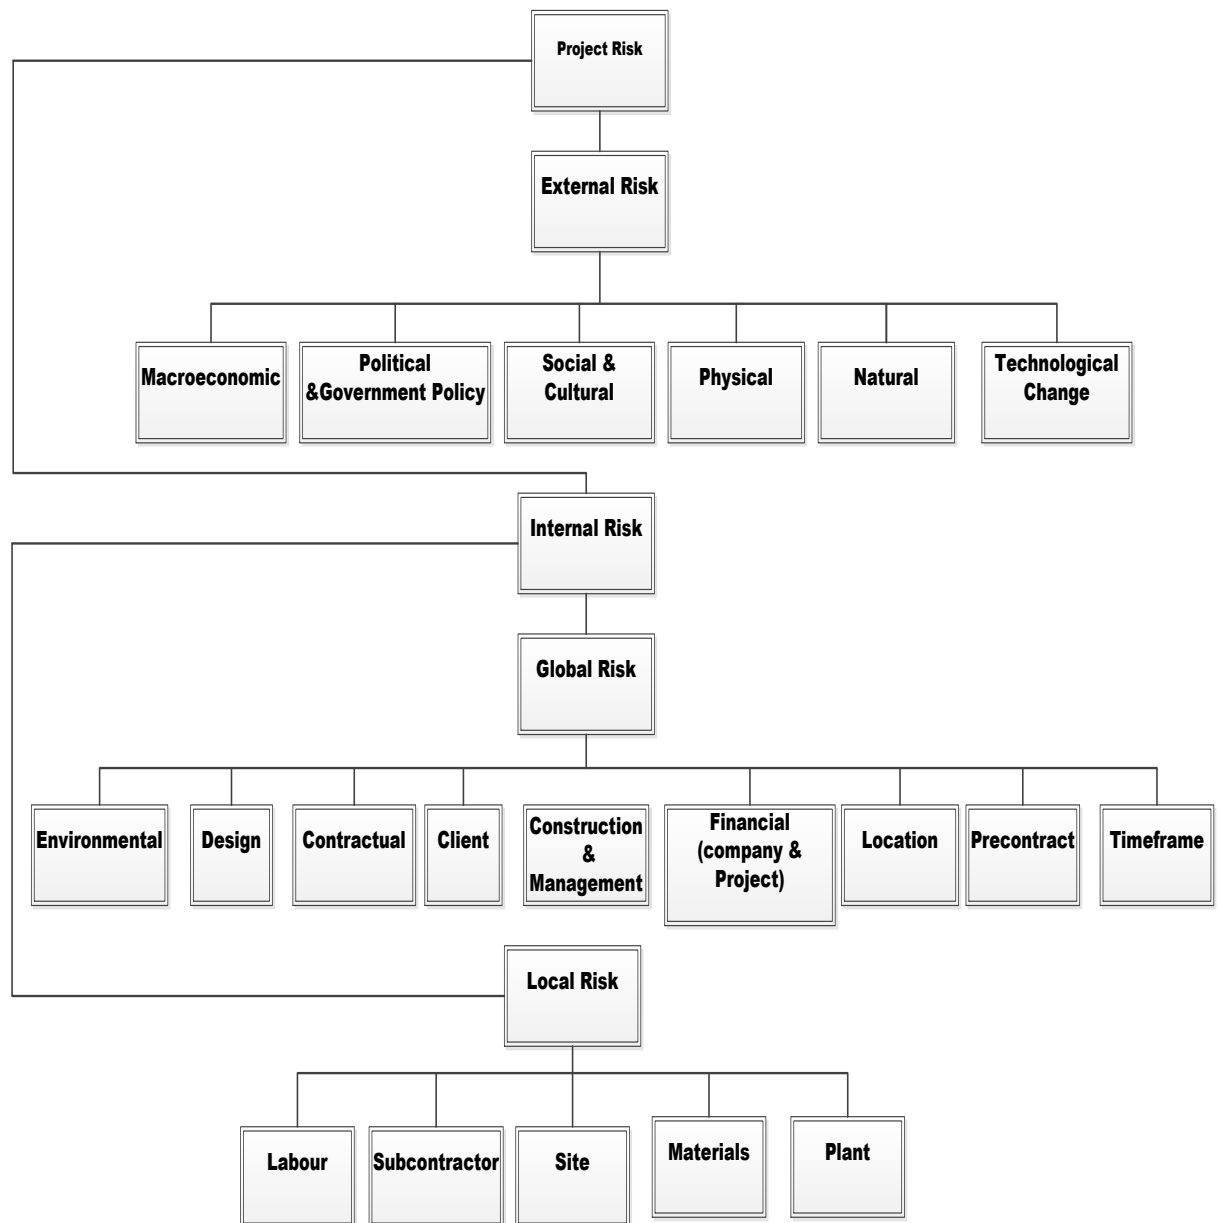 Project Risk
External Risk
Macroeconomic
Political
&Government Policy
Social &
Cultural
Physical
Natural
Technological
Change
Internal Risk
Global Risk
Environmental
Design
Contractual
Client
Construction
&
Management
Financial
(company &
Project)
Location
Precontract
Timeframe
Local Risk
Labour
Subcontractor
Site
Materials
Plant